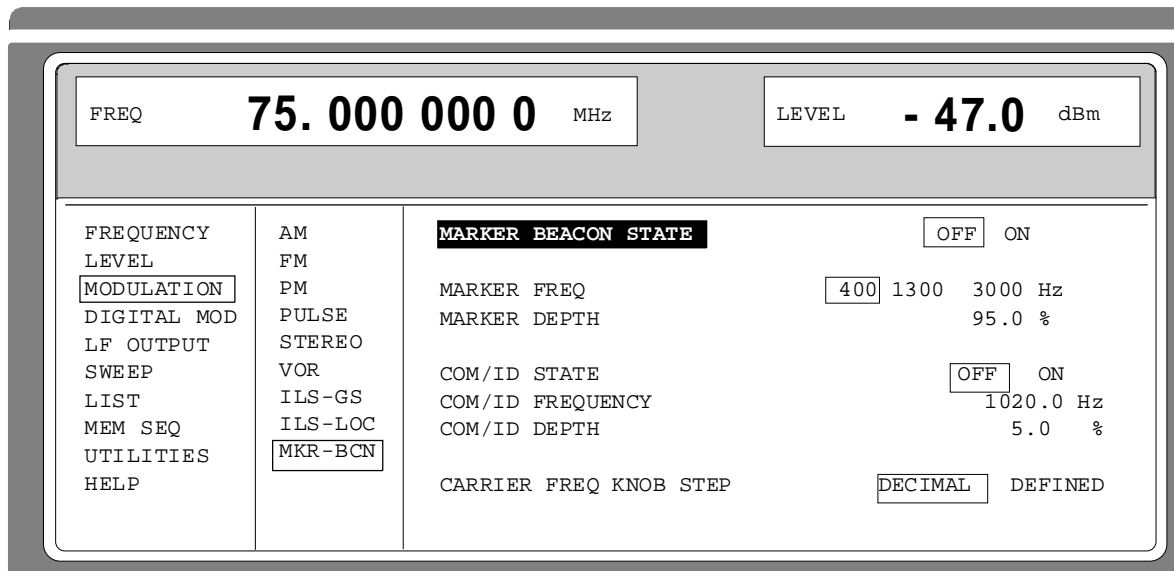 FREQ 75. 000 000 0 MHz
LEVEL - 47.0 dBm
FREQUENCY
LEVEL
MODULATION
DIGITAL MOD
LF OUTPUT
SWEEP
LIST
MEM SEQ
UTILITIES
HELP
AM
FM
PM
PULSE
STEREO
VOR
ILS-GS
ILS-LOC
MKR-BCN
MARKER BEACON STATE OFF ON
MARKER FREQ 400 1300 3000 Hz
MARKER DEPTH 95.0 %
COM/ID STATE OFF ON
COM/ID FREQUENCY 1020.0 Hz
COM/ID DEPTH 5.0 %
CARRIER FREQ KNOB STEP DECIMAL DEFINED